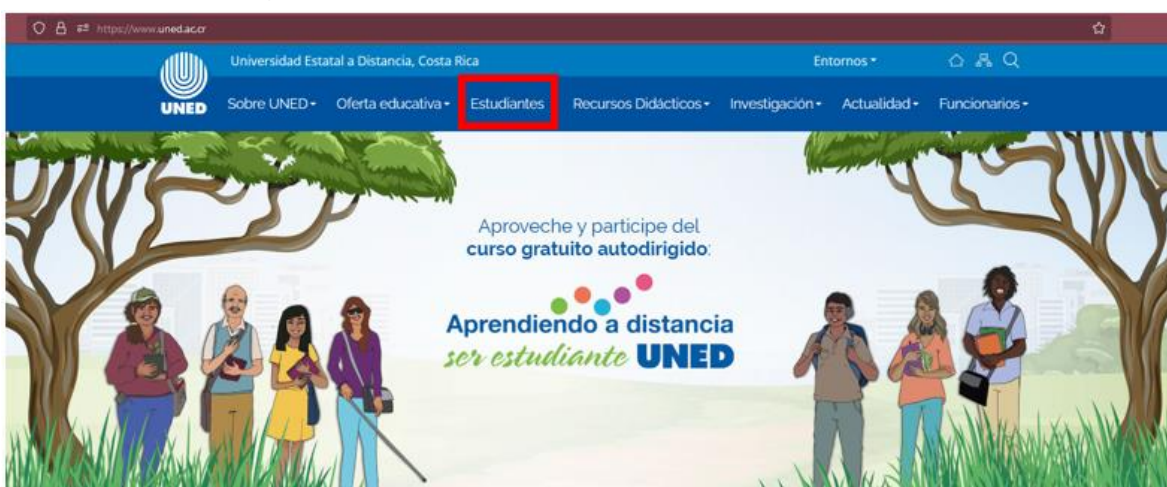 https://www.uned.ac.cr
Universidad Estatal a Distancia, Costa Rica
Entornos
UNED
Sobre UNED
Oferta educativa
Estudiantes
Recursos Didácticos
Investigación
Actualidad
Funcionarios
Aproveche y participe del
curso gratuito autodirigido:
Aprendiendo a distancia
ser estudiante UNED